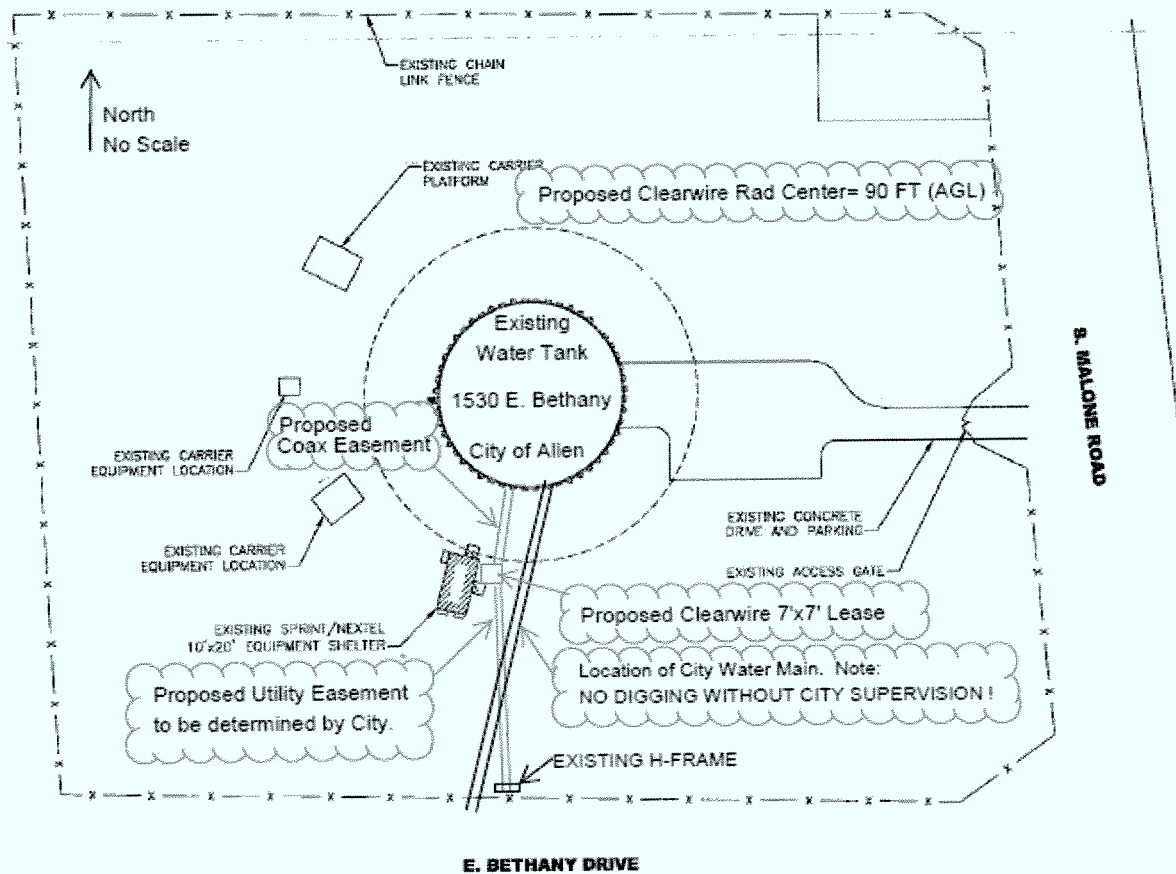 EXISTING CHAIN
LINK FENCE
North
No Scale
EXISTING CARRIER
PLATFORM
Proposed Clearwire Rad Center= 90 FT (AGL)
Existing
Water Tank
1530 E. Bethany
City of Allen
S. MALONE ROAD
Proposed
Coax Easement
EXISTING CARRIER
EQUIPMENT LOCATION
EXISTING CONCRETE
DRIVE AND PARKING
EXISTING CARRIER
EQUIPMENT LOCATION
EXISTING ACCESS GATE
Proposed Clearwire 7'x7' Lease
EXISTING SPRINT/NEXTEL
10'x20' EQUIPMENT SHELTER
Location of City Water Main. Note:
NO DIGGING WITHOUT CITY SUPERVISION !
Proposed Utility Easement
to be determined by City.
EXISTING H-FRAME
E. BETHANY DRIVE